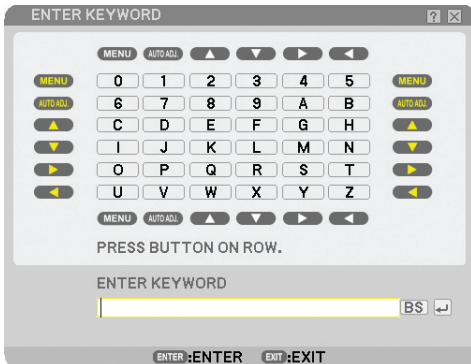 ENTER KEYWORD ?
MENU AUTO ADJ.
MENU 0 1 2 3 4 5 MENU
AUTO ADJ. 6 7 8 9 A B AUTO ADJ.
C D E F G H
I J K L M N
O P Q R S T
U V W X Y Z
MENU AUTO ADJ.
PRESS BUTTON ON ROW.
ENTER KEYWORD
BS
ENTER :ENTER EXIT :EXIT